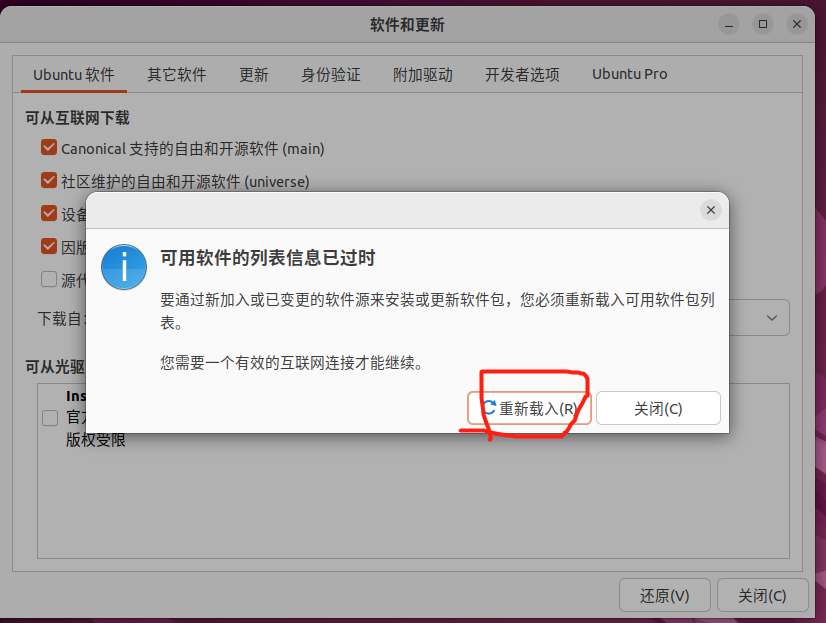 软件和更新
Ubuntu 软件 其它软件 更新 身份验证 附加驱动 开发者选项 Ubuntu Pro
可从互联网下载
Canonical 支持的自由和开源软件 (main)
社区维护的自由和开源软件 (universe)
设备
因版
源代
下载自:
可用软件的列表信息已过时
要通过新加入或已变更的软件源来安装或更新软件包，您必须重新载入可用软件包列
表。
您需要一个有效的互联网连接才能继续。
重新载入(R) 关闭(C)
可从光驱
Ins
官方
版权受限
还原(V) 关闭(C)